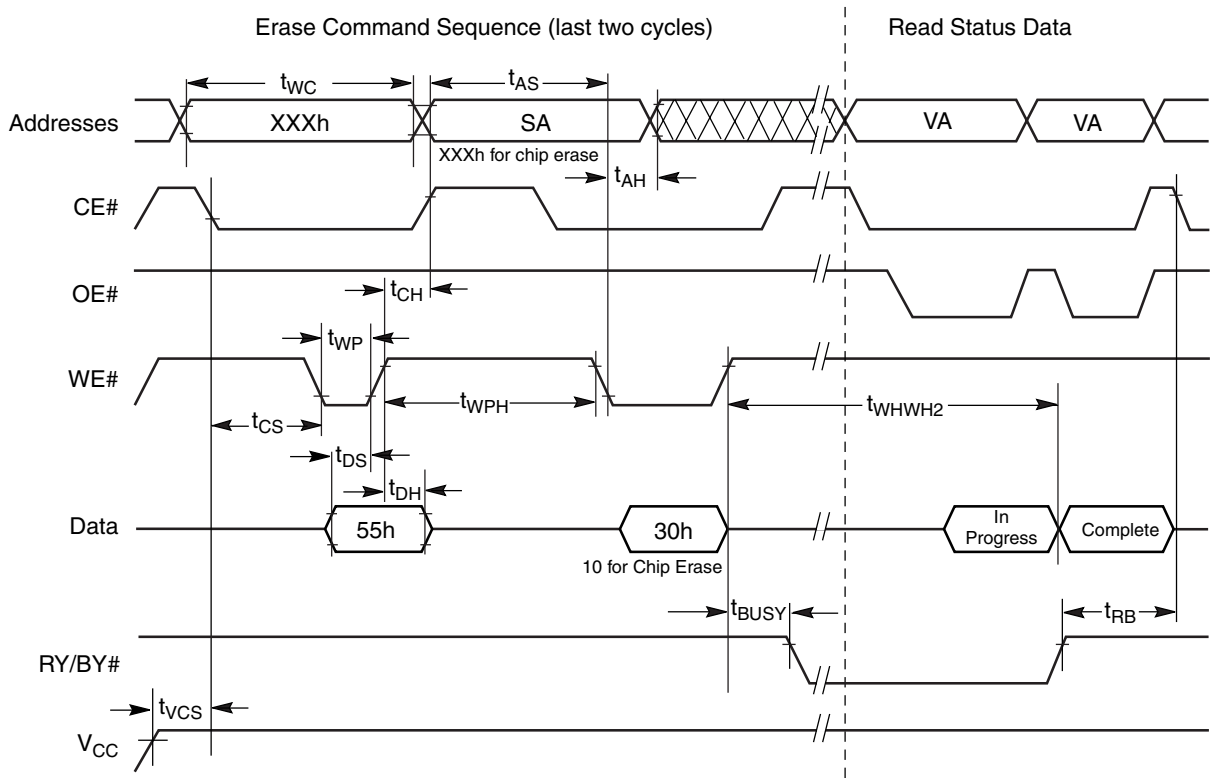 Erase Command Sequence (last two cycles)
Read Status Data
tWC
tAS
Addresses
XXXh
SA
VA
VA
XXXh for chip erase
tAH
CE#
OE#
tCH
tWP
WE#
tWPH
tWHWH2
tCS
tDS
tDH
Data
55h
30h
In
Progress
Complete
10 for Chip Erase
tBUSY
tRB
RY/BY#
tVCS
VCC